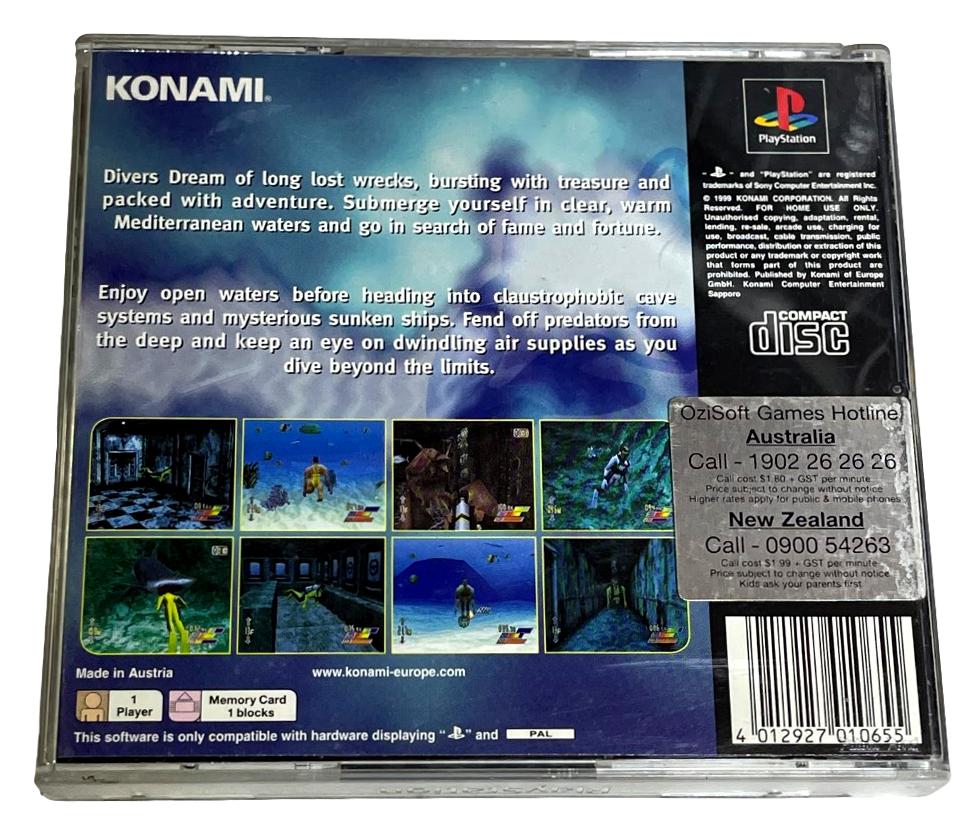 KONAMI®
Divers Dream of long lost wrecks, bursting with treasure and
packed with adventure. Submerge yourself in clear, warm
Mediterranean waters and go in search of fame and fortune.
Enjoy open waters before heading into claustrophobic cave
systems and mysterious sunken ships. Fend off predators from
the deep and keep an eye on dwindling air supplies as you
dive beyond the limits.
PlayStation
" " and "PlayStation" are registered
trademarks of Sony Computer Entertainment Inc.
© 1999 KONAMI CORPORATION. All Rights
Reserved. FOR HOME USE ONLY.
Unauthorised copying, adaptation, rental,
lending, re-sale, arcade use, charging for
use, broadcast, cable transmission, public
performance, distribution or extraction of this
product or any trademark or copyright work
that forms part of this product are
prohibited. Published by Konami of Europe
GmbH. Konami Computer Entertainment
Sapporo
COMPACT
disc
OziSoft Games Hotline
Australia
Call - 1902 26 26 26
Call cost $1.80 + GST per minute
Price subject to change without notice
Higher rates apply for public & mobile phones
New Zealand
Call - 0900 54263
Call cost $1.99 + GST per minute
Price subject to change without notice
Kids ask your parents first
Made in Austria
www.konami-europe.com
1
Player
Memory Card
1 blocks
This software is only compatible with hardware displaying " " and PAL
4 012927 010655
PlayStation